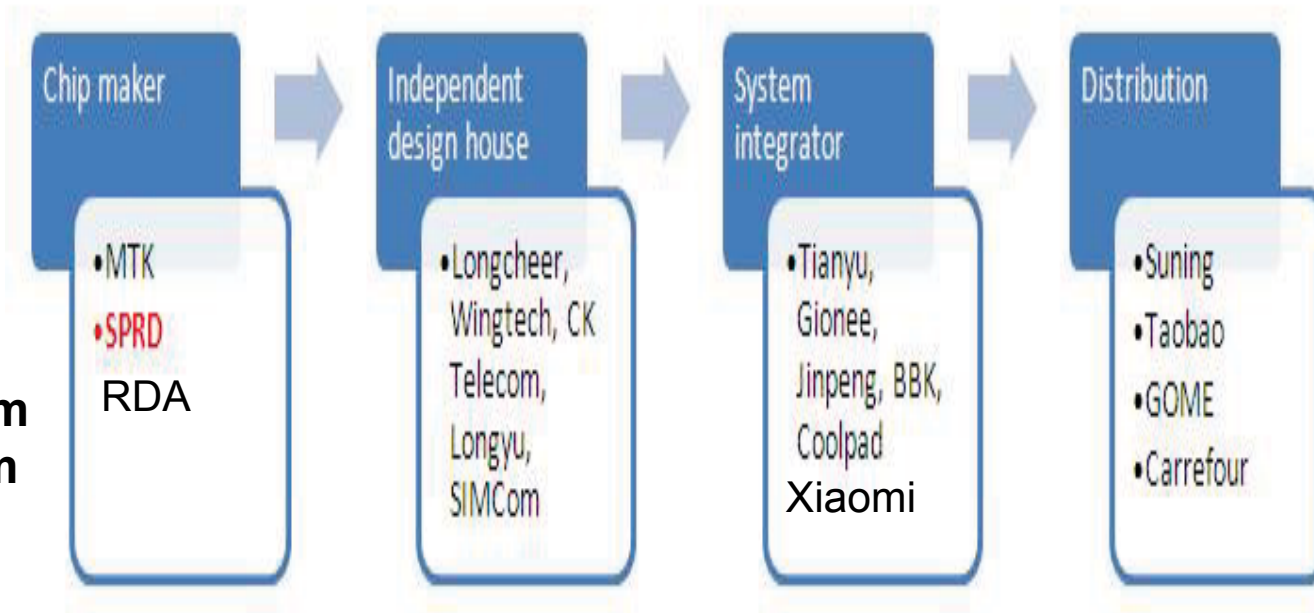 Chip maker
•MTK
•SPRD
RDA
m
n
Independent
design house
•Longcheer,
Wingtech, CK
Telecom,
Longyu,
SIMCom
System
integrator
•Tianyu,
Gionee,
Jinpeng, BBK,
Coolpad
Xiaomi
Distribution
•Suning
•Taobao
•GOME
•Carrefour